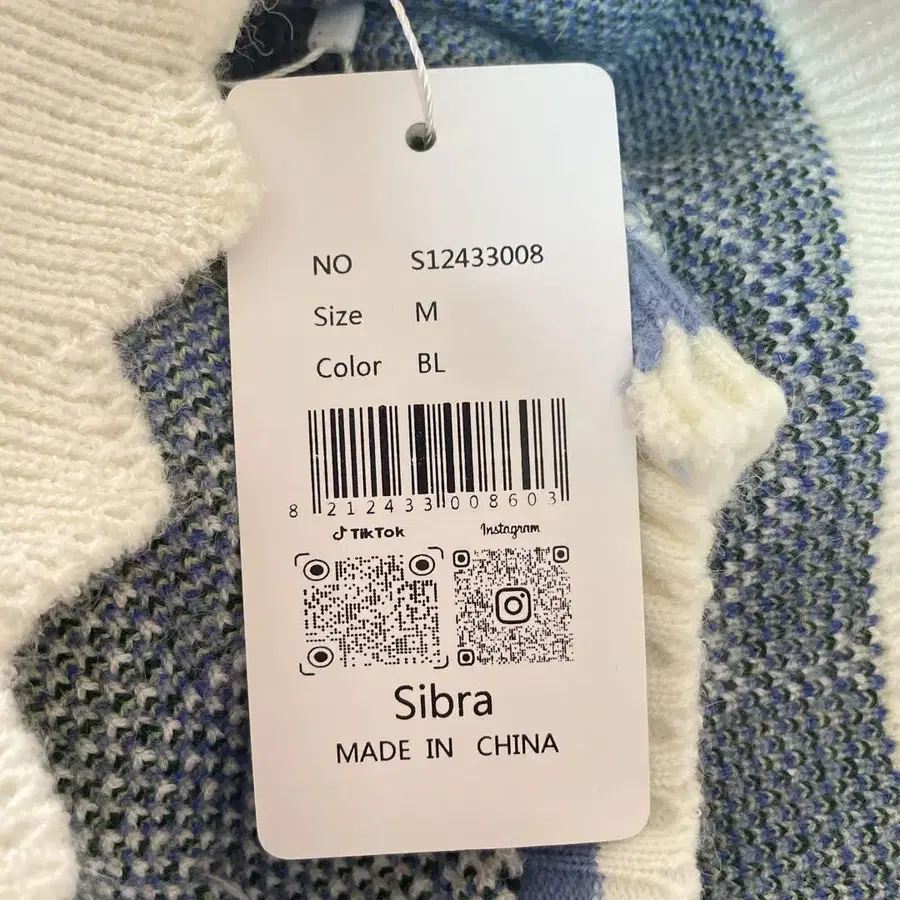 NO S12433008
Size M
Color BL
8 212433 008603
TikTok Instagram
Sibra
MADE IN CHINA